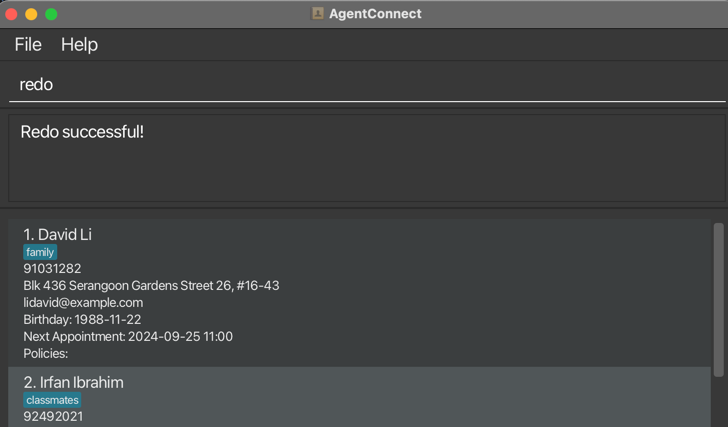 AgentConnect
File Help
redo
Redo successful!
1. David Li
family
91031282
Blk 436 Serangoon Gardens Street 26, #16-43
lidavid@example.com
Birthday: 1988-11-22
Next Appointment: 2024-09-25 11:00
Policies:
2. Irfan Ibrahim
classmates
92492021